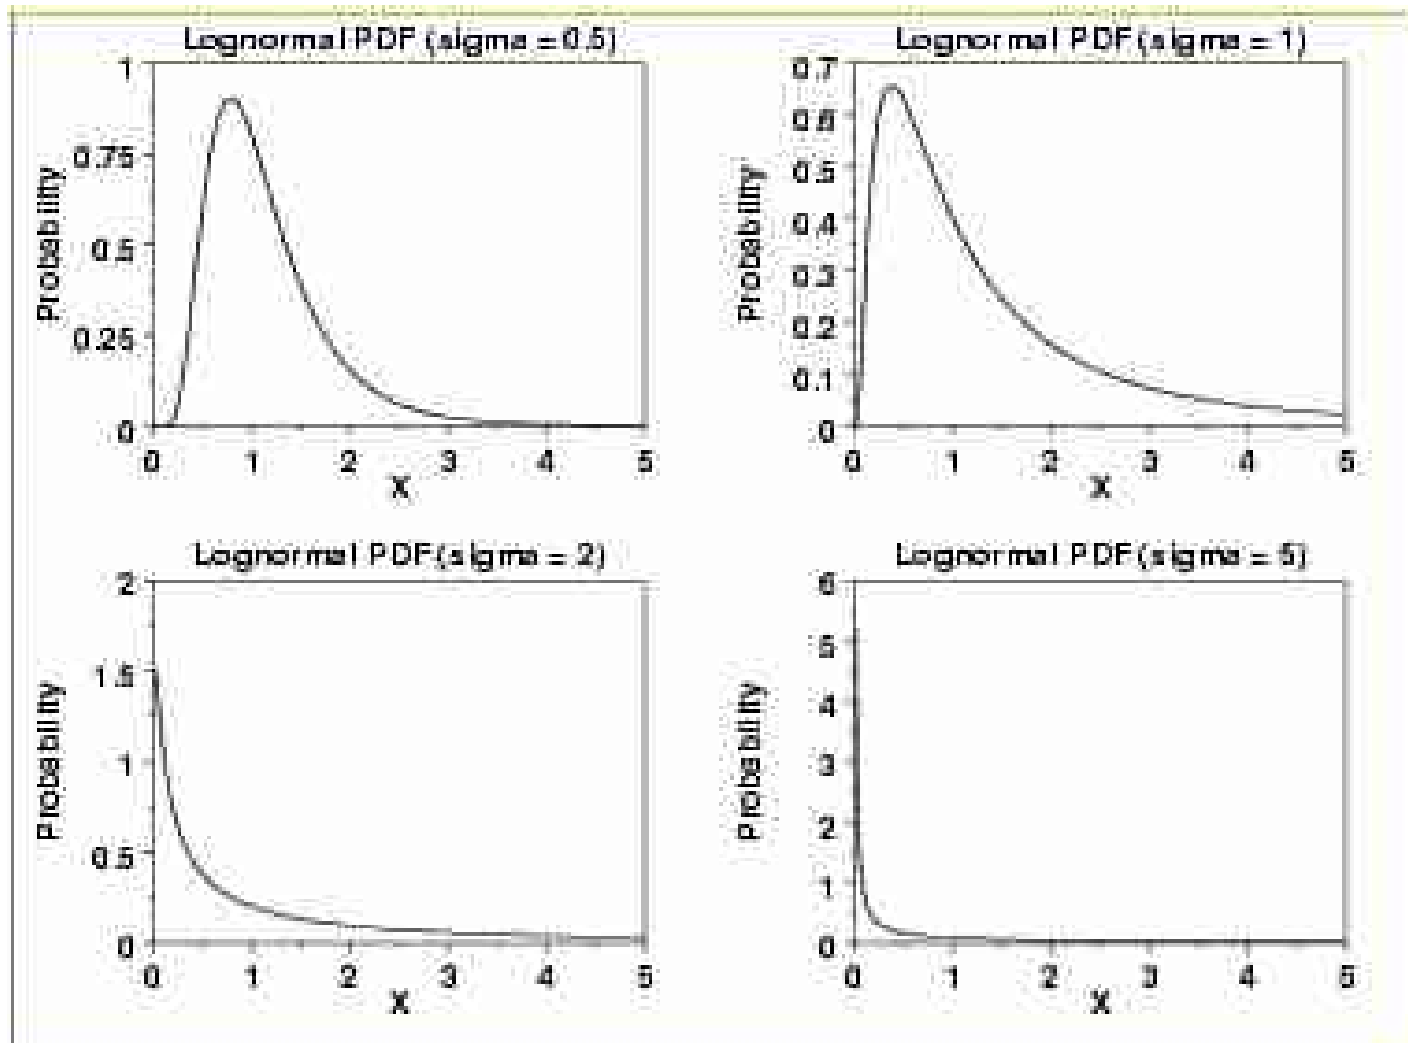 Lognormal PDF (sigma = 0.5)
1
0.75
0.5
0.25
0
Probability
0 1 2 3 4 5
X
Lognormal PDF (sigma = 1)
0.7
0.6
0.5
0.4
0.3
0.2
0.1
0
Probability
0 1 2 3 4 5
X
Lognormal PDF (sigma = 2)
2
1.5
1
0.5
0
Probability
0 1 2 3 4 5
X
Lognormal PDF (sigma = 5)
6
5
4
3
2
1
0
Probability
0 1 2 3 4 5
X